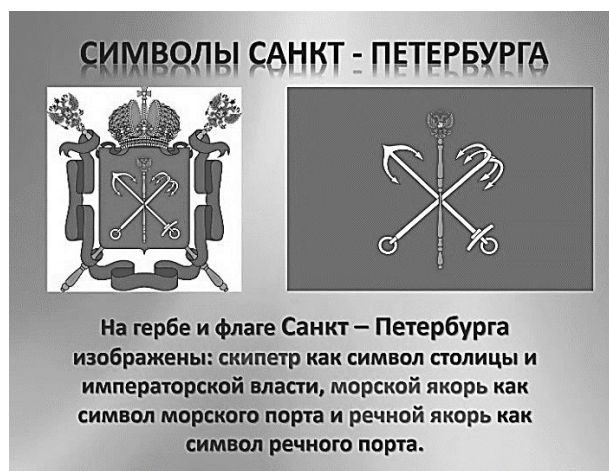 СИМВОЛЫ САНКТ - ПЕТЕРБУРГА
На гербе и флаге Санкт – Петербурга
изображены: скипетр как символ столицы и
императорской власти, морской якорь как
символ морского порта и речной якорь как
символ речного порта.